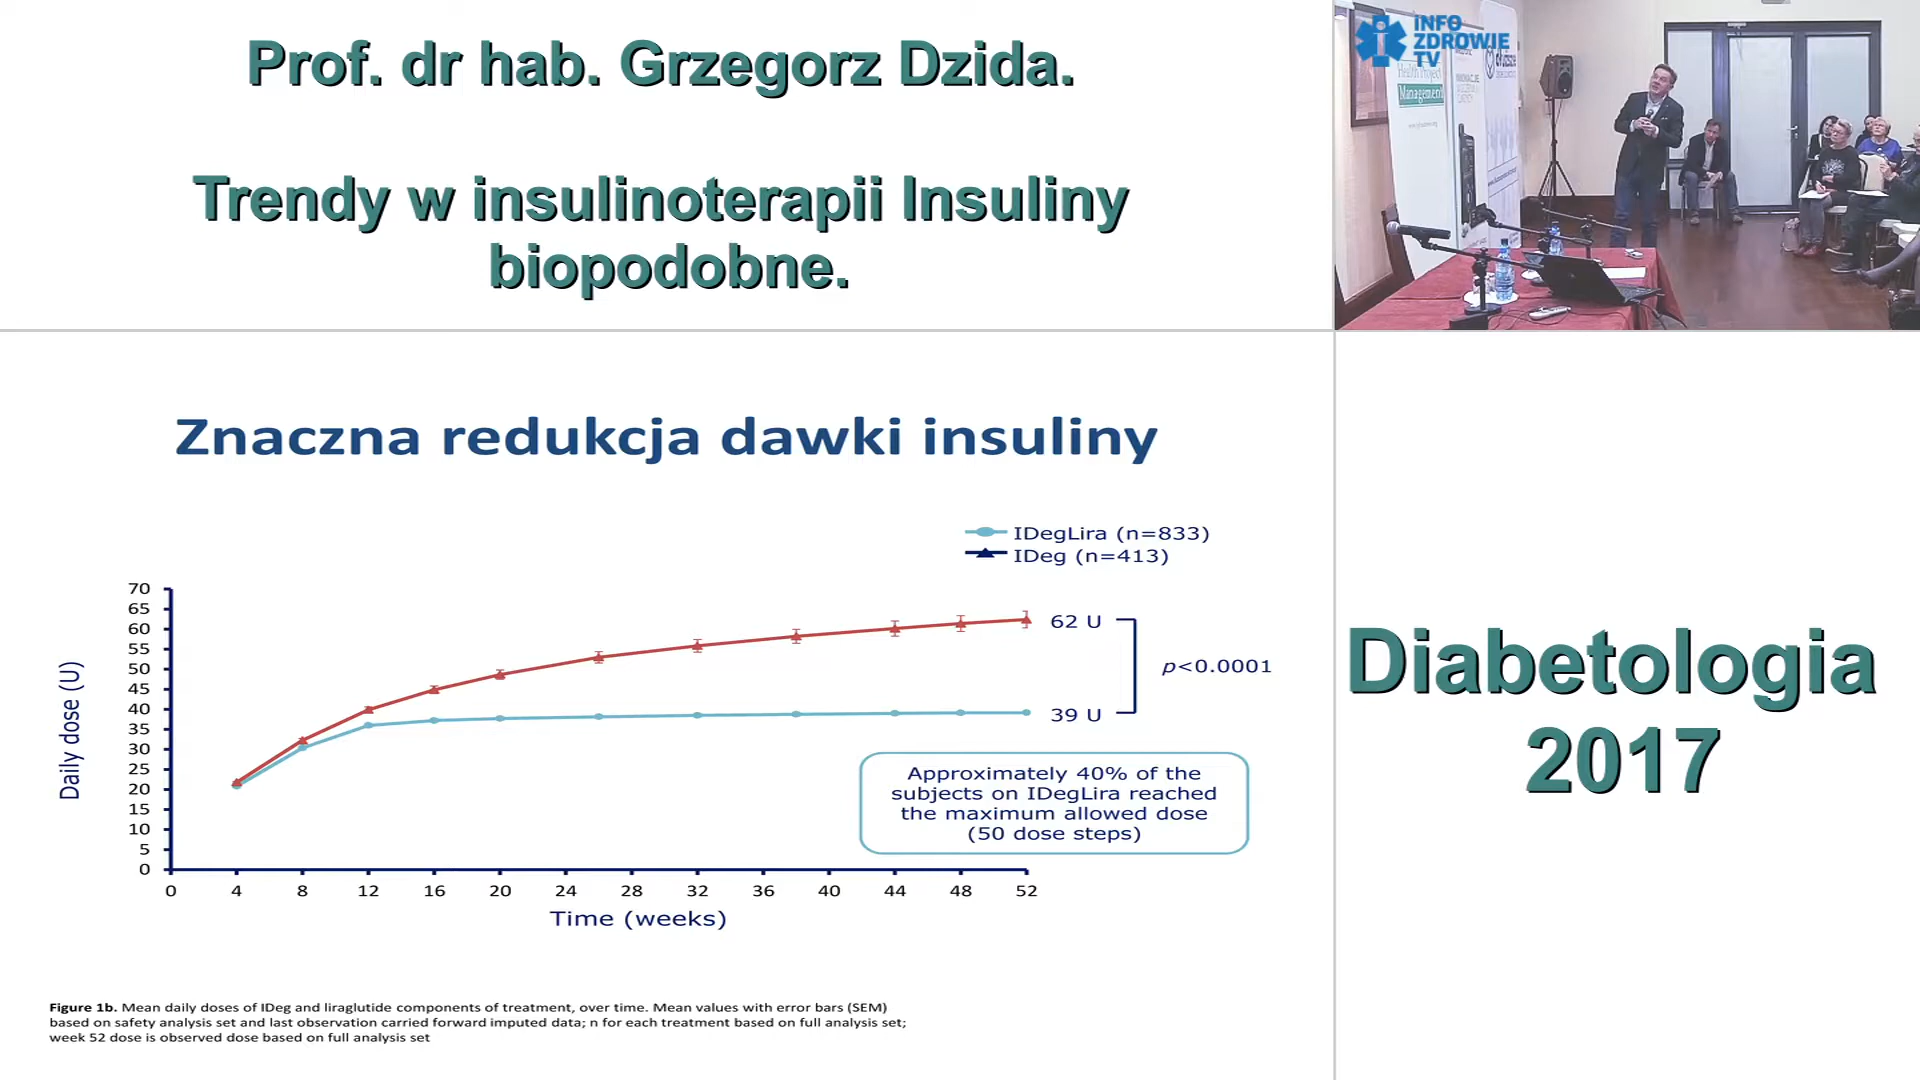 Prof. dr hab. Grzegorz Dzida.
Trendy w insulinoterapii Insuliny
biopodobne.
INFO
ZDROWIE
TV
Health Project
Management
Znaczna redukcja dawki insuliny
IDegLira (n=833)
IDeg (n=413)
Daily dose (U)
70
65
60
55
50
45
40
35
30
25
20
15
10
5
0
62 U
p<0.0001
39 U
Approximately 40% of the
subjects on IDegLira reached
the maximum allowed dose
(50 dose steps)
0 4 8 12 16 20 24 28 32 36 40 44 48 52
Time (weeks)
Figure 1b. Mean daily doses of IDeg and liraglutide components of treatment, over time. Mean values with error bars (SEM)
based on safety analysis set and last observation carried forward imputed data; n for each treatment based on full analysis set;
week 52 dose is observed dose based on full analysis set
Diabetologia
2017